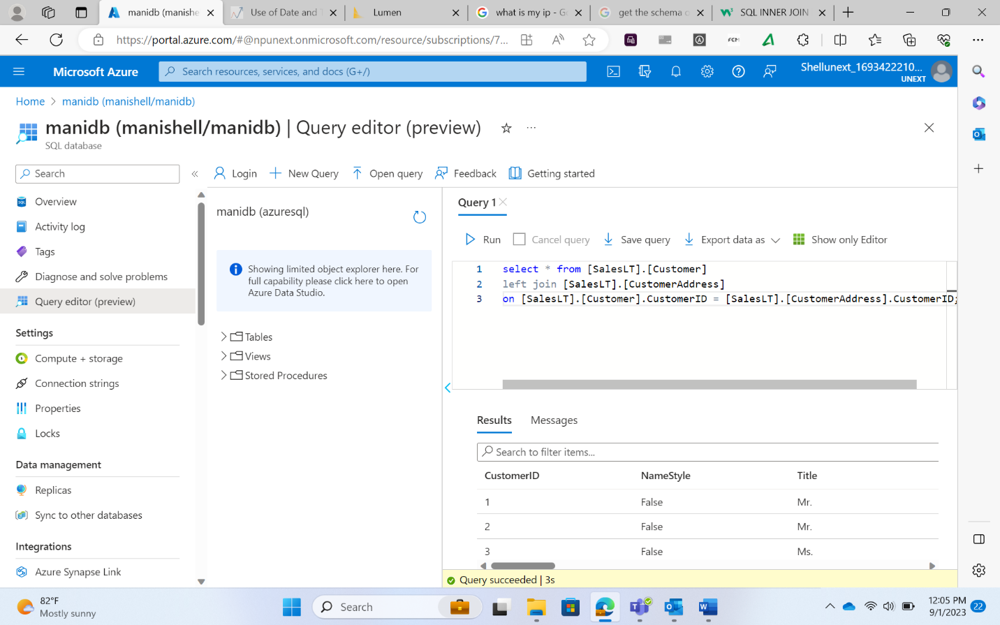 manidb (manishe
Use of Date and T
Lumen
what is my ip - G
get the schema o
SQL INNER JOIN
https://portal.azure.com/#@npunext.onmicrosoft.com/resource/subscriptions/7...
FCM
Microsoft Azure
Search resources, services, and docs (G+/)
Shellunext_1693422210...
UNEXT
Home > manidb (manishell/manidb)
manidb (manishell/manidb) | Query editor (preview)
SQL database
Search
Login
New Query
Open query
Feedback
Getting started
Overview
Activity log
Tags
Diagnose and solve problems
Query editor (preview)
Settings
Compute + storage
Connection strings
Properties
Locks
Data management
Replicas
Sync to other databases
Integrations
Azure Synapse Link
manidb (azuresql)
Showing limited object explorer here. For
full capability please click here to open
Azure Data Studio.
Tables
Views
Stored Procedures
Query 1
Run
Cancel query
Save query
Export data as
Show only Editor
1 select * from [SalesLT].[Customer]
2 left join [SalesLT].[CustomerAddress]
3 on [SalesLT].[Customer].CustomerID = [SalesLT].[CustomerAddress].CustomerID;
Results
Messages
Search to filter items...
CustomerID NameStyle Title
1 False Mr.
2 False Mr.
3 False Ms.
Query succeeded | 3s
82°F
Mostly sunny
Search
12:05 PM
9/1/2023
22